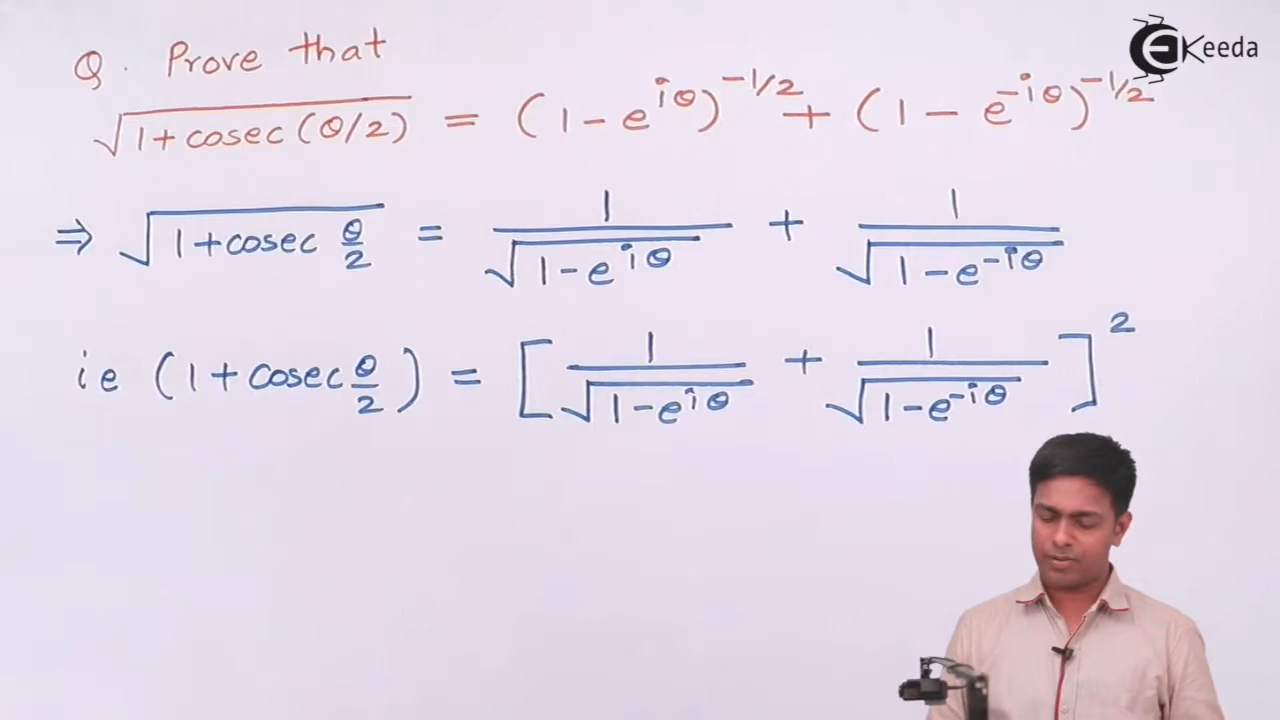 Keeda
Q. Prove that
√(1+cosec(θ/2)) = (1-e^{iθ})^{-1/2} + (1-e^{-iθ})^{-1/2}
⇒ √(1+cosec θ/2) = 1/√(1-e^{iθ}) + 1/√(1-e^{-iθ})
ie (1+cosec θ/2) = [1/√(1-e^{iθ}) + 1/√(1-e^{-iθ})]^2